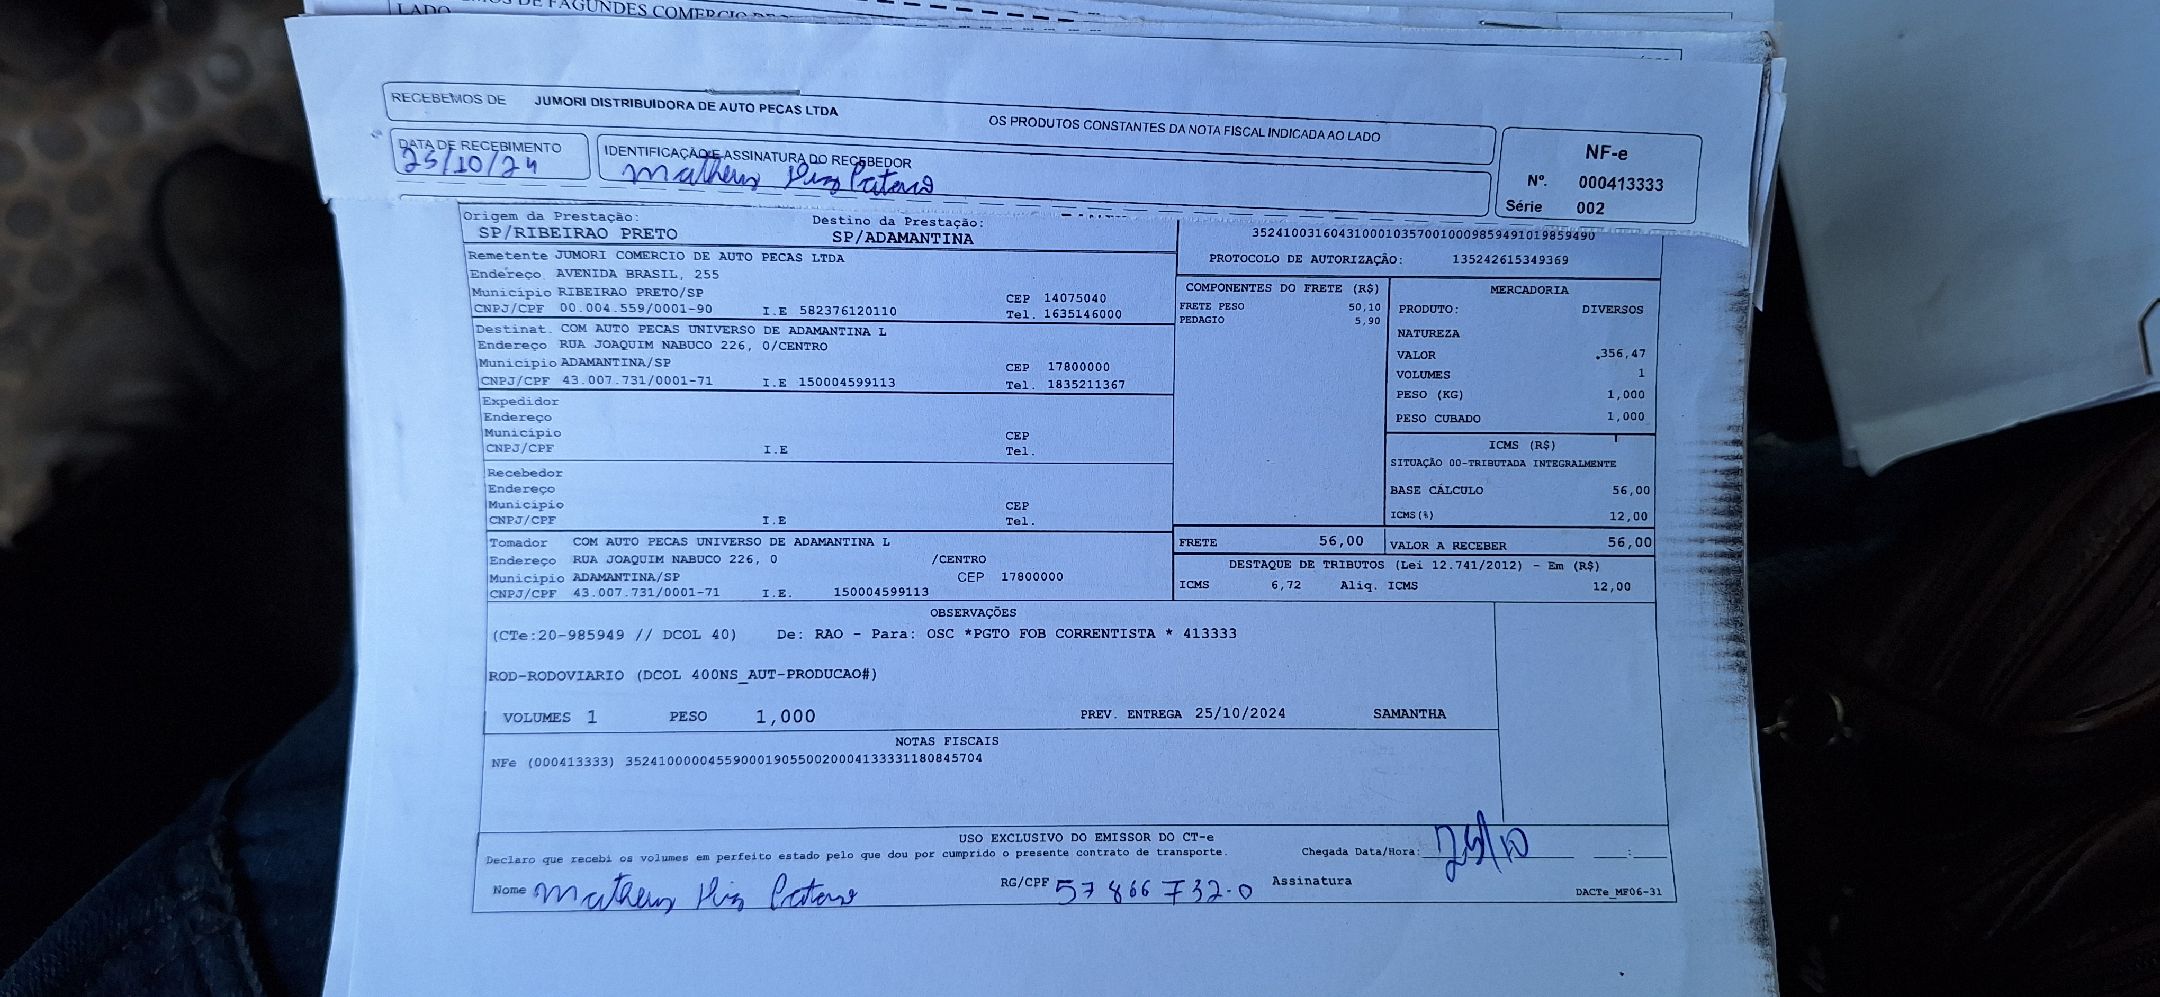 DE FAGUNDES COMERCIO
LADO
RECEBEMOS DE JUMORI DISTRIBUIDORA DE AUTO PECAS LTDA OS PRODUTOS CONSTANTES DA NOTA FISCAL INDICADA AO LADO
DATA DE RECEBIMENTO IDENTIFICAÇÃO E ASSINATURA DO RECEBEDOR
25/10/24 Matheus
NF-e
Nº. 000413333
Série 002
Origem da Prestação: Destino da Prestação:
SP/RIBEIRAO PRETO SP/ADAMANTINA
35241003160431000103570010009859491019859490
PROTOCOLO DE AUTORIZAÇÃO: 135242615349369
Remetente JUMORI COMERCIO DE AUTO PECAS LTDA
Endereço AVENIDA BRASIL, 255
Município RIBEIRAO PRETO/SP CEP 14075040
CNPJ/CPF 00.004.559/0001-90 I.E 582376120110 Tel. 1635146000
Destinat. COM AUTO PECAS UNIVERSO DE ADAMANTINA L
Endereço RUA JOAQUIM NABUCO 226, 0/CENTRO
Município ADAMANTINA/SP CEP 17800000
CNPJ/CPF 43.007.731/0001-71 I.E 150004599113 Tel. 1835211367
Expedidor
Endereço
Município CEP
CNPJ/CPF I.E Tel.
Recebedor
Endereço
Município CEP
CNPJ/CPF I.E Tel.
Tomador COM AUTO PECAS UNIVERSO DE ADAMANTINA L
Endereço RUA JOAQUIM NABUCO 226, 0 /CENTRO
Município ADAMANTINA/SP CEP 17800000
CNPJ/CPF 43.007.731/0001-71 I.E. 150004599113
COMPONENTES DO FRETE (R$)
FRETE PESO 50,10
PEDAGIO 5,90
MERCADORIA
PRODUTO: DIVERSOS
NATUREZA
VALOR 356,47
VOLUMES 1
PESO (KG) 1,000
PESO CUBADO 1,000
ICMS (R$)
SITUAÇÃO 00-TRIBUTADA INTEGRALMENTE
BASE CÁLCULO 56,00
ICMS(%) 12,00
FRETE 56,00 VALOR A RECEBER 56,00
DESTAQUE DE TRIBUTOS (Lei 12.741/2012) - Em (R$)
ICMS 6,72 Aliq. ICMS 12,00
OBSERVAÇÕES
(CTe:20-985949 // DCOL 40) De: RAO - Para: OSC *PGTO FOB CORRENTISTA * 413333
ROD-RODOVIARIO (DCOL 400NS_AUT-PRODUCAO#)
VOLUMES 1 PESO 1,000 PREV. ENTREGA 25/10/2024 SAMANTHA
NOTAS FISCAIS
NFe (000413333) 35241000004559000190550020004133331180845704
USO EXCLUSIVO DO EMISSOR DO CT-e
Declaro que recebi os volumes em perfeito estado pelo que dou por cumprido o presente contrato de transporte. Chegada Data/Hora: 25/10 :
Nome Matheus RG/CPF 57866732-0 Assinatura
DACTe_MF06-31